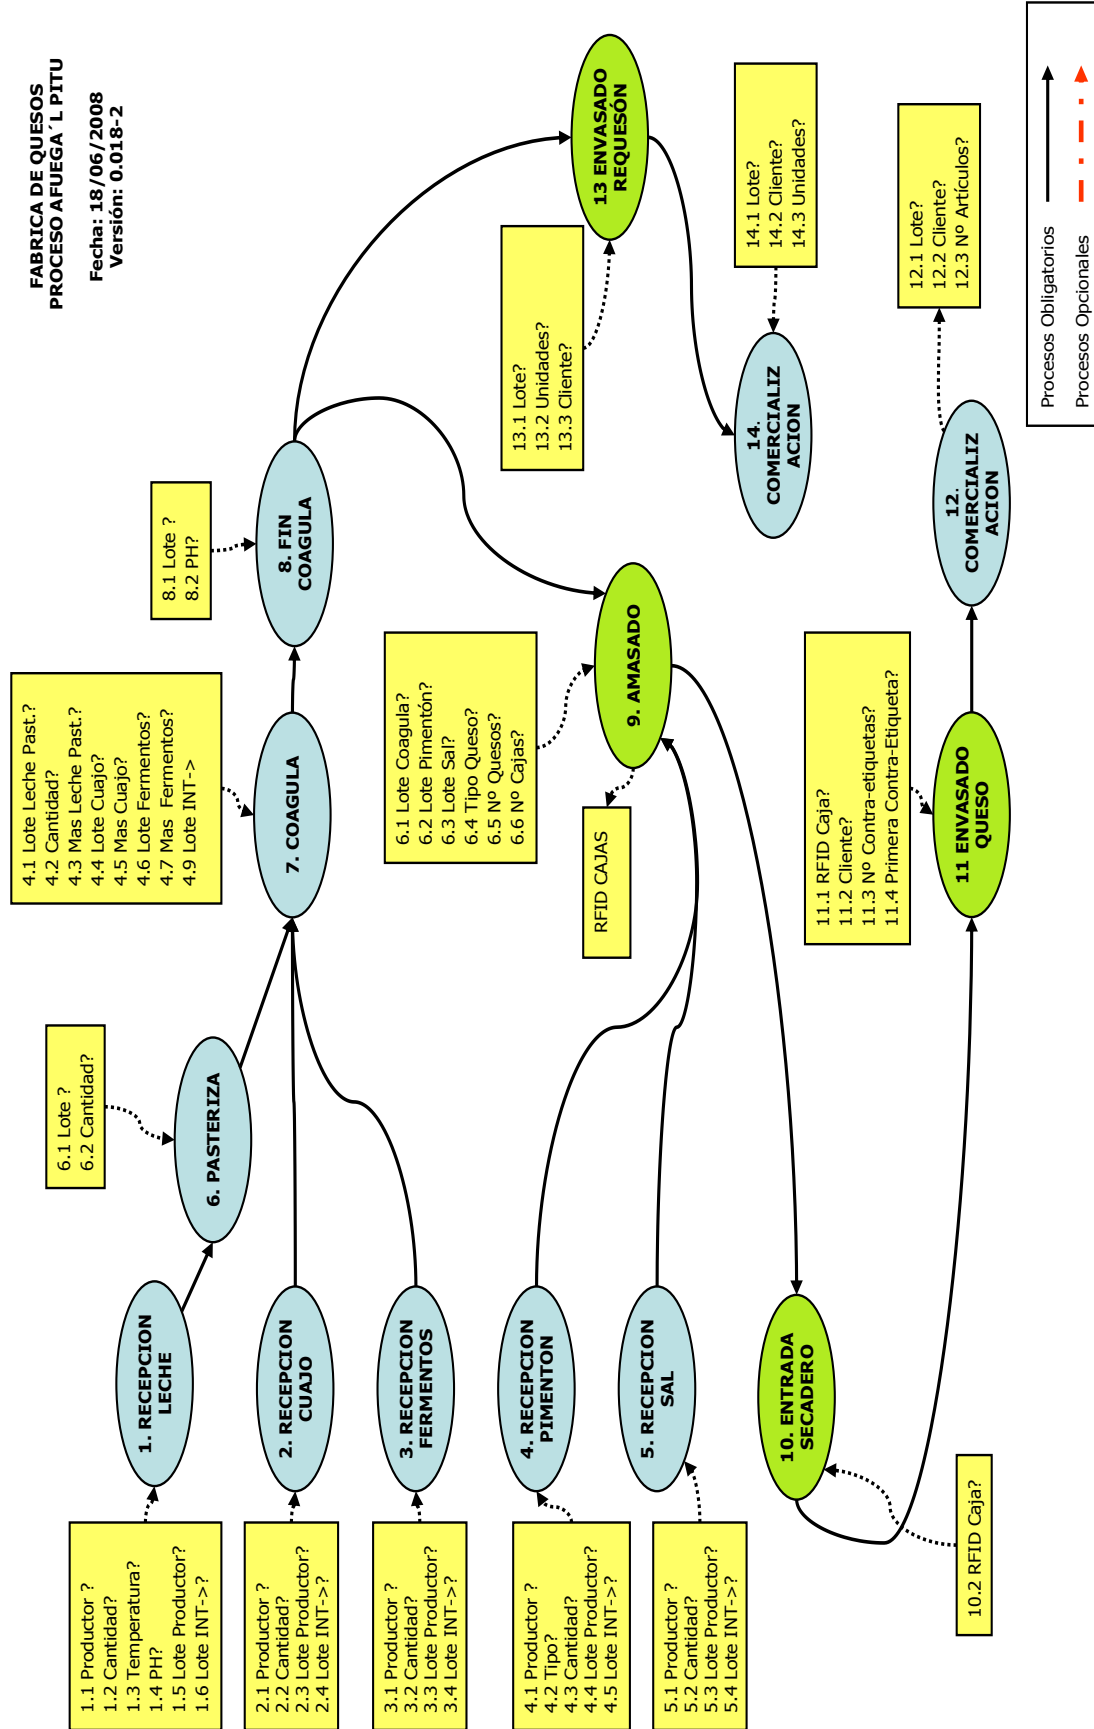 FABRICA DE QUESOS
PROCESO AFUEGA´L PITU
Fecha: 18/06/2008
Versión: 0.018-2
1.1 Productor ?
1.2 Cantidad?
1.3 Temperatura?
1.4 PH?
1.5 Lote Productor?
1.6 Lote INT->?
1. RECEPCION
LECHE
6.1 Lote ?
6.2 Cantidad?
6. PASTERIZA
2.1 Productor ?
2.2 Cantidad?
2.3 Lote Productor?
2.4 Lote INT->?
2. RECEPCION
CUAJO
3.1 Productor ?
3.2 Cantidad?
3.3 Lote Productor?
3.4 Lote INT->?
3. RECEPCION
FERMENTOS
4.1 Lote Leche Past.?
4.2 Cantidad?
4.3 Mas Leche Past.?
4.4 Lote Cuajo?
4.5 Mas Cuajo?
4.6 Lote Fermentos?
4.7 Mas Fermentos?
4.9 Lote INT->
7. COAGULA
8.1 Lote ?
8.2 PH?
8. FIN
COAGULA
4.1 Productor ?
4.2 Tipo?
4.3 Cantidad?
4.4 Lote Productor?
4.5 Lote INT->?
4. RECEPCION
PIMENTON
5.1 Productor ?
5.2 Cantidad?
5.3 Lote Productor?
5.4 Lote INT->?
5. RECEPCION
SAL
6.1 Lote Coagula?
6.2 Lote Pimentón?
6.3 Lote Sal?
6.4 Tipo Queso?
6.5 Nº Quesos?
6.6 Nº Cajas?
9. AMASADO
RFID CAJAS
13.1 Lote?
13.2 Unidades?
13.3 Cliente?
13 ENVASADO
REQUESÓN
14.1 Lote?
14.2 Cliente?
14.3 Unidades?
14.
COMERCIALIZ
ACION
10. ENTRADA
SECADERO
10.2 RFID Caja?
11.1 RFID Caja?
11.2 Cliente?
11.3 Nº Contra-etiquetas?
11.4 Primera Contra-Etiqueta?
11 ENVASADO
QUESO
12.
COMERCIALIZ
ACION
12.1 Lote?
12.2 Cliente?
12.3 Nº Artículos?
Procesos Obligatorios
Procesos Opcionales